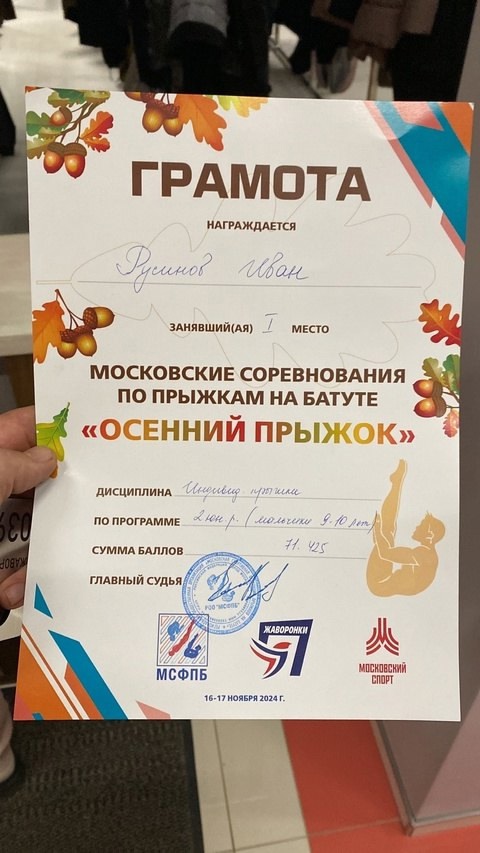 ГРАМОТА
НАГРАЖДАЕТСЯ
Русинов Иван
ЗАНЯВШИЙ(АЯ) I МЕСТО
МОСКОВСКИЕ СОРЕВНОВАНИЯ
ПО ПРЫЖКАМ НА БАТУТЕ
«ОСЕННИЙ ПРЫЖОК»
ДИСЦИПЛИНА Индивид. прыжки
ПО ПРОГРАММЕ 2 юн. р. (мальчики 9-10 лет)
СУММА БАЛЛОВ 71.425
ГЛАВНЫЙ СУДЬЯ
РОО "МСФПБ"
МСФПБ
ЖАВОРОНКИ
МОСКОВСКИЙ
СПОРТ
16-17 НОЯБРЯ 2024 Г.